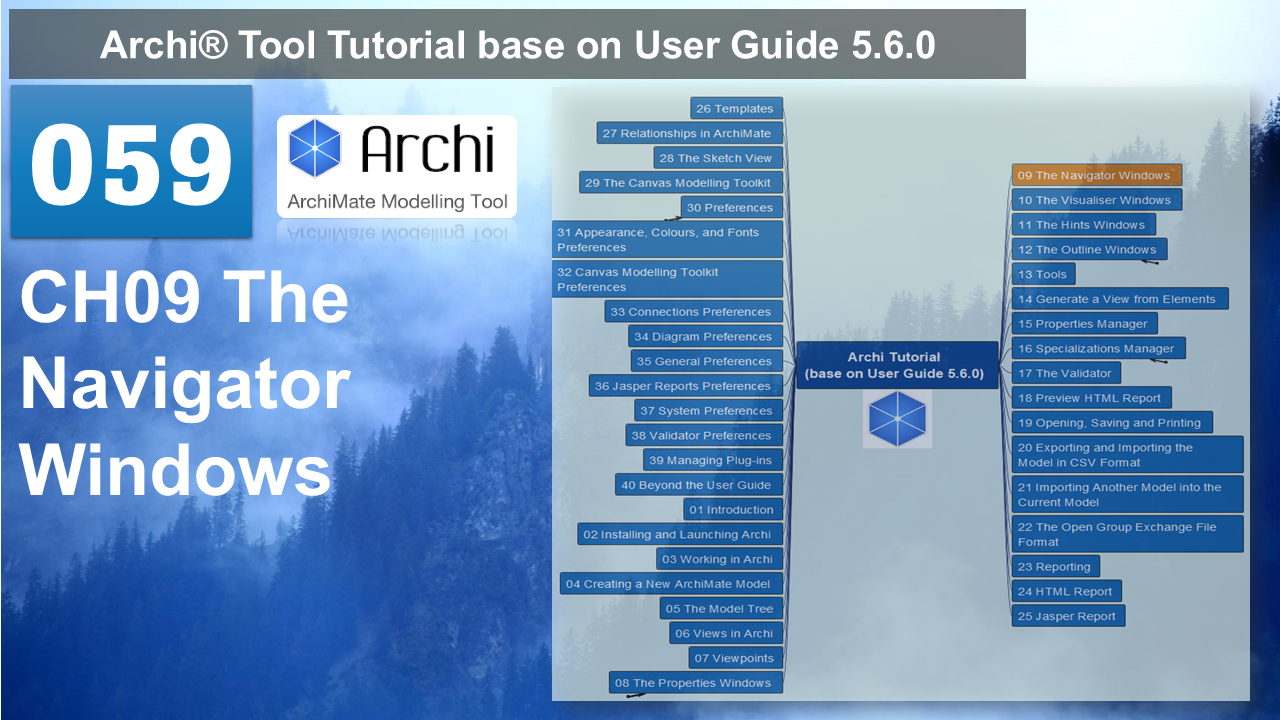 Archi® Tool Tutorial base on User Guide 5.6.0
059
Archi
ArchiMate Modelling Tool
CH09 The
Navigator
Windows
26 Templates
27 Relationships in ArchiMate
28 The Sketch View
29 The Canvas Modelling Toolkit
30 Preferences
31 Appearance, Colours, and Fonts
Preferences
32 Canvas Modelling Toolkit
Preferences
33 Connections Preferences
34 Diagram Preferences
35 General Preferences
36 Jasper Reports Preferences
37 System Preferences
38 Validator Preferences
39 Managing Plug-ins
40 Beyond the User Guide
01 Introduction
02 Installing and Launching Archi
03 Working in Archi
04 Creating a New ArchiMate Model
05 The Model Tree
06 Views in Archi
07 Viewpoints
08 The Properties Windows
Archi Tutorial
(base on User Guide 5.6.0)
09 The Navigator Windows
10 The Visualiser Windows
11 The Hints Windows
12 The Outline Windows
13 Tools
14 Generate a View from Elements
15 Properties Manager
16 Specializations Manager
17 The Validator
18 Preview HTML Report
19 Opening, Saving and Printing
20 Exporting and Importing the
Model in CSV Format
21 Importing Another Model into the
Current Model
22 The Open Group Exchange File
Format
23 Reporting
24 HTML Report
25 Jasper Report